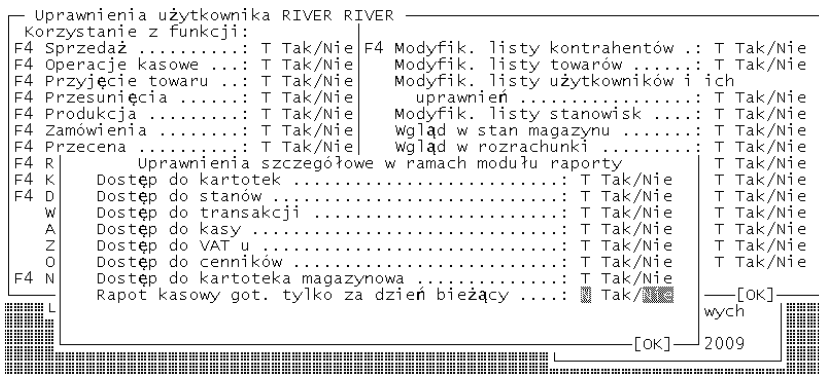 Uprawnienia użytkownika RIVER RIVER
Korzystanie z funkcji:
F4 Sprzedaż ..........: T Tak/Nie F4 Modyfik. listy kontrahentów .: T Tak/Nie
F4 Operacje kasowe ...: T Tak/Nie Modyfik. listy towarów ......: T Tak/Nie
F4 Przyjęcie towaru ..: T Tak/Nie Modyfik. listy użytkowników i ich
F4 Przesunięcia ......: T Tak/Nie uprawnień ..................: T Tak/Nie
F4 Produkcja .........: T Tak/Nie Modyfik. listy stanowisk ....: T Tak/Nie
F4 Zamówienia ........: T Tak/Nie Wgląd w stan magazynu .......: T Tak/Nie
F4 Przecena ..........: T Tak/Nie Wgląd w rozrachunki .........: T Tak/Nie
F4 R Uprawnienia szczegółowe w ramach modułu raporty T Tak/Nie
F4 K Dostęp do kartotek ...........................: T Tak/Nie T Tak/Nie
F4 D Dostęp do stanów .............................: T Tak/Nie T Tak/Nie
W Dostęp do transakcji .........................: T Tak/Nie T Tak/Nie
A Dostęp do kasy ...............................: T Tak/Nie T Tak/Nie
Z Dostęp do VAT u ..............................: T Tak/Nie T Tak/Nie
O Dostęp do cenników ...........................: T Tak/Nie T Tak/Nie
F4 N Dostęp do kartoteka magazynowa ...............: T Tak/Nie
Rapot kasowy got. tylko za dzień bieżący ....: N Tak/Nie [OK]
L wych
[OK] 2009